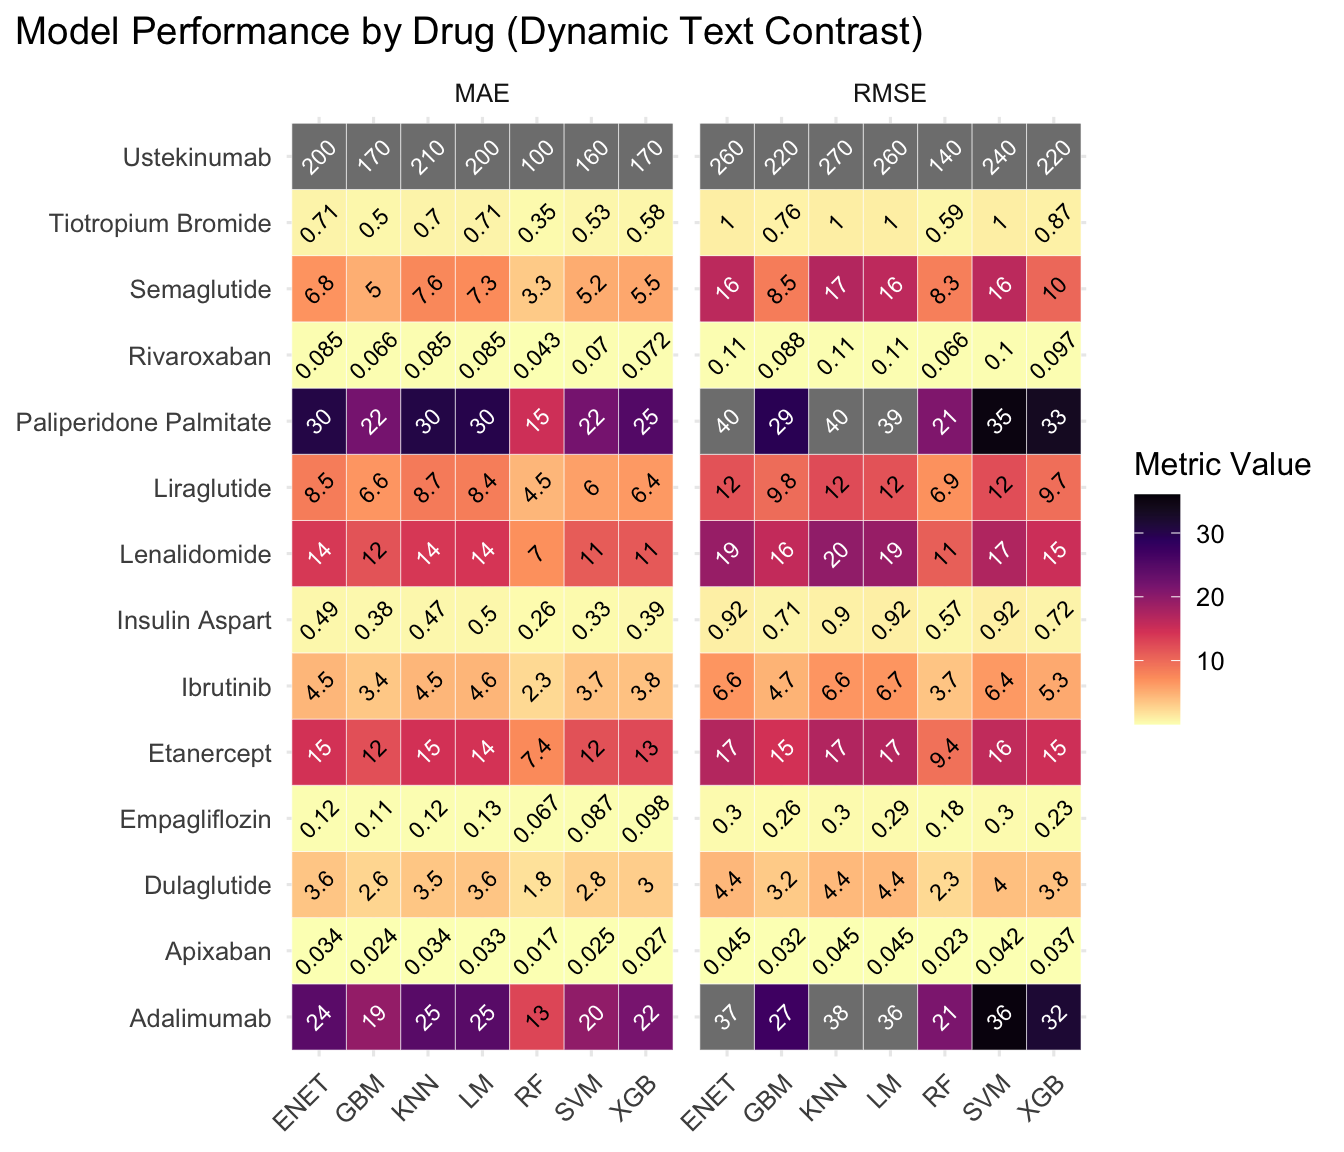 Model Performance by Drug (Dynamic Text Contrast)
MAE RMSE
Ustekinumab 200 170 210 200 100 160 170 260 220 270 260 140 240 220
Tiotropium Bromide 0.71 0.5 0.7 0.71 0.35 0.53 0.58 1 0.76 1 1 0.59 1 0.87
Semaglutide 6.8 5 7.6 7.3 3.3 5.2 5.5 16 8.5 17 16 8.3 16 10
Rivaroxaban 0.085 0.066 0.085 0.085 0.043 0.07 0.072 0.11 0.088 0.11 0.11 0.066 0.1 0.097
Paliperidone Palmitate 30 22 30 30 15 22 25 40 29 40 39 21 35 33
Metric Value
Liraglutide 8.5 6.6 8.7 8.4 4.5 6 6.4 12 9.8 12 12 6.9 12 9.7
30
Lenalidomide 14 12 14 14 7 11 11 19 16 20 19 11 17 15
20
Insulin Aspart 0.49 0.38 0.47 0.5 0.26 0.33 0.39 0.92 0.71 0.9 0.92 0.57 0.92 0.72
10
Ibrutinib 4.5 3.4 4.5 4.6 2.3 3.7 3.8 6.6 4.7 6.6 6.7 3.7 6.4 5.3
Etanercept 15 12 15 14 7.4 12 13 17 15 17 17 9.4 16 15
Empagliflozin 0.12 0.11 0.12 0.13 0.067 0.087 0.098 0.3 0.26 0.3 0.29 0.18 0.3 0.23
Dulaglutide 3.6 2.6 3.5 3.6 1.8 2.8 3 4.4 3.2 4.4 4.4 2.3 4 3.8
Apixaban 0.034 0.024 0.034 0.033 0.017 0.025 0.027 0.045 0.032 0.045 0.045 0.023 0.042 0.037
Adalimumab 24 19 25 25 13 20 22 37 27 38 36 21 36 32
ENET GBM KNN LM RF SVM XGB ENET GBM KNN LM RF SVM XGB